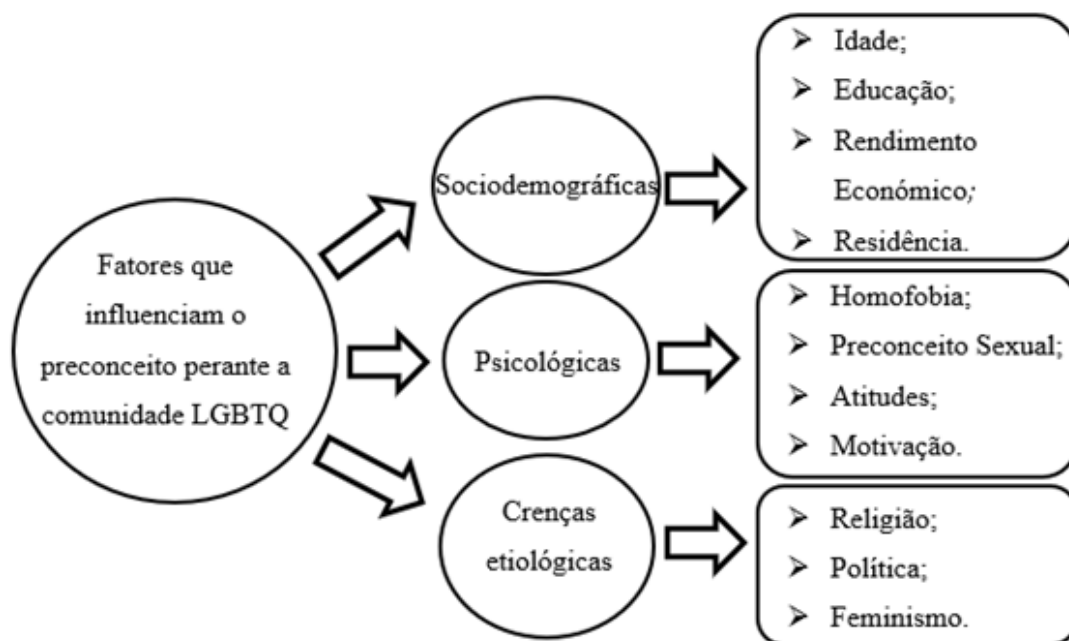 Fatores que
influenciam o
preconceito perante a
comunidade LGBTQ
Sociodemográficas
➢ Idade;
➢ Educação;
➢ Rendimento
Económico;
➢ Residência.
Psicológicas
➢ Homofobia;
➢ Preconceito Sexual;
➢ Atitudes;
➢ Motivação.
Crenças
etiológicas
➢ Religião;
➢ Política;
➢ Feminismo.